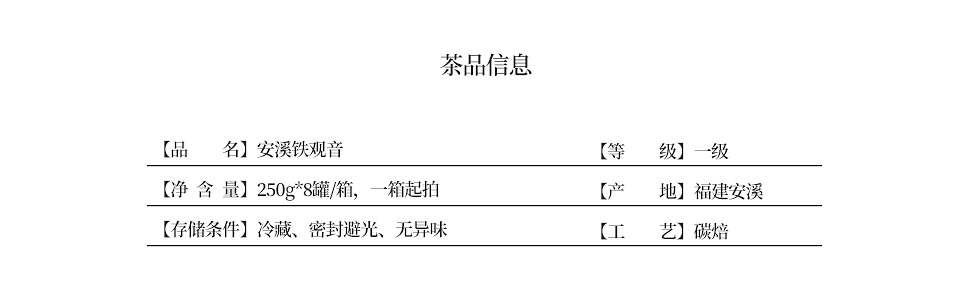 茶品信息
【品 名】安溪铁观音 【等 级】一级
【净 含 量】250g*8罐/箱，一箱起拍 【产 地】福建安溪
【存储条件】冷藏、密封避光、无异味 【工 艺】碳焙